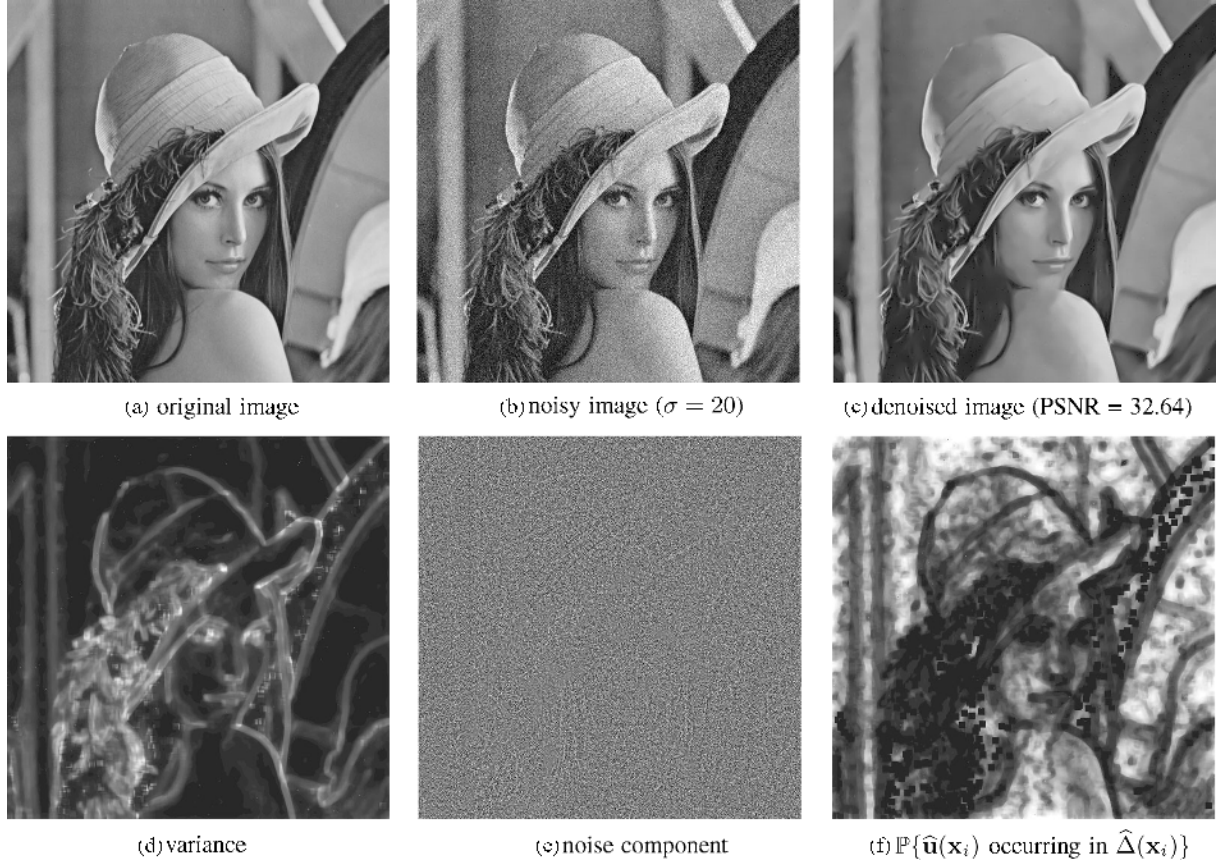 (a) original image
(b) noisy image (σ = 20)
(c) denoised image (PSNR = 32.64)
(d) variance
(e) noise component
(f) ℙ{û(xᵢ) occurring in Δ̂(xᵢ)}